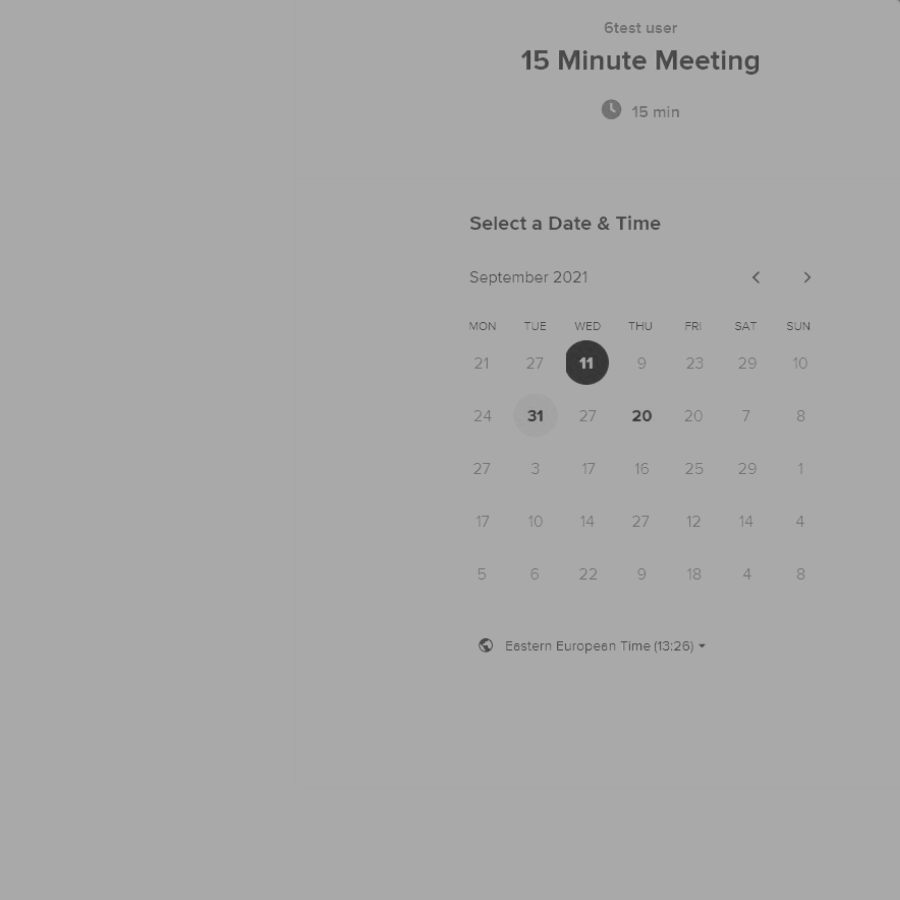 6test user
15 Minute Meeting
15 min
Select a Date & Time
September 2021
MON TUE WED THU FRI SAT SUN
21 27 11 9 23 29 10
24 31 27 20 20 7 8
27 3 17 16 25 29 1
17 10 14 27 12 14 4
5 6 22 9 18 4 8
Eastern European Time (13:26)